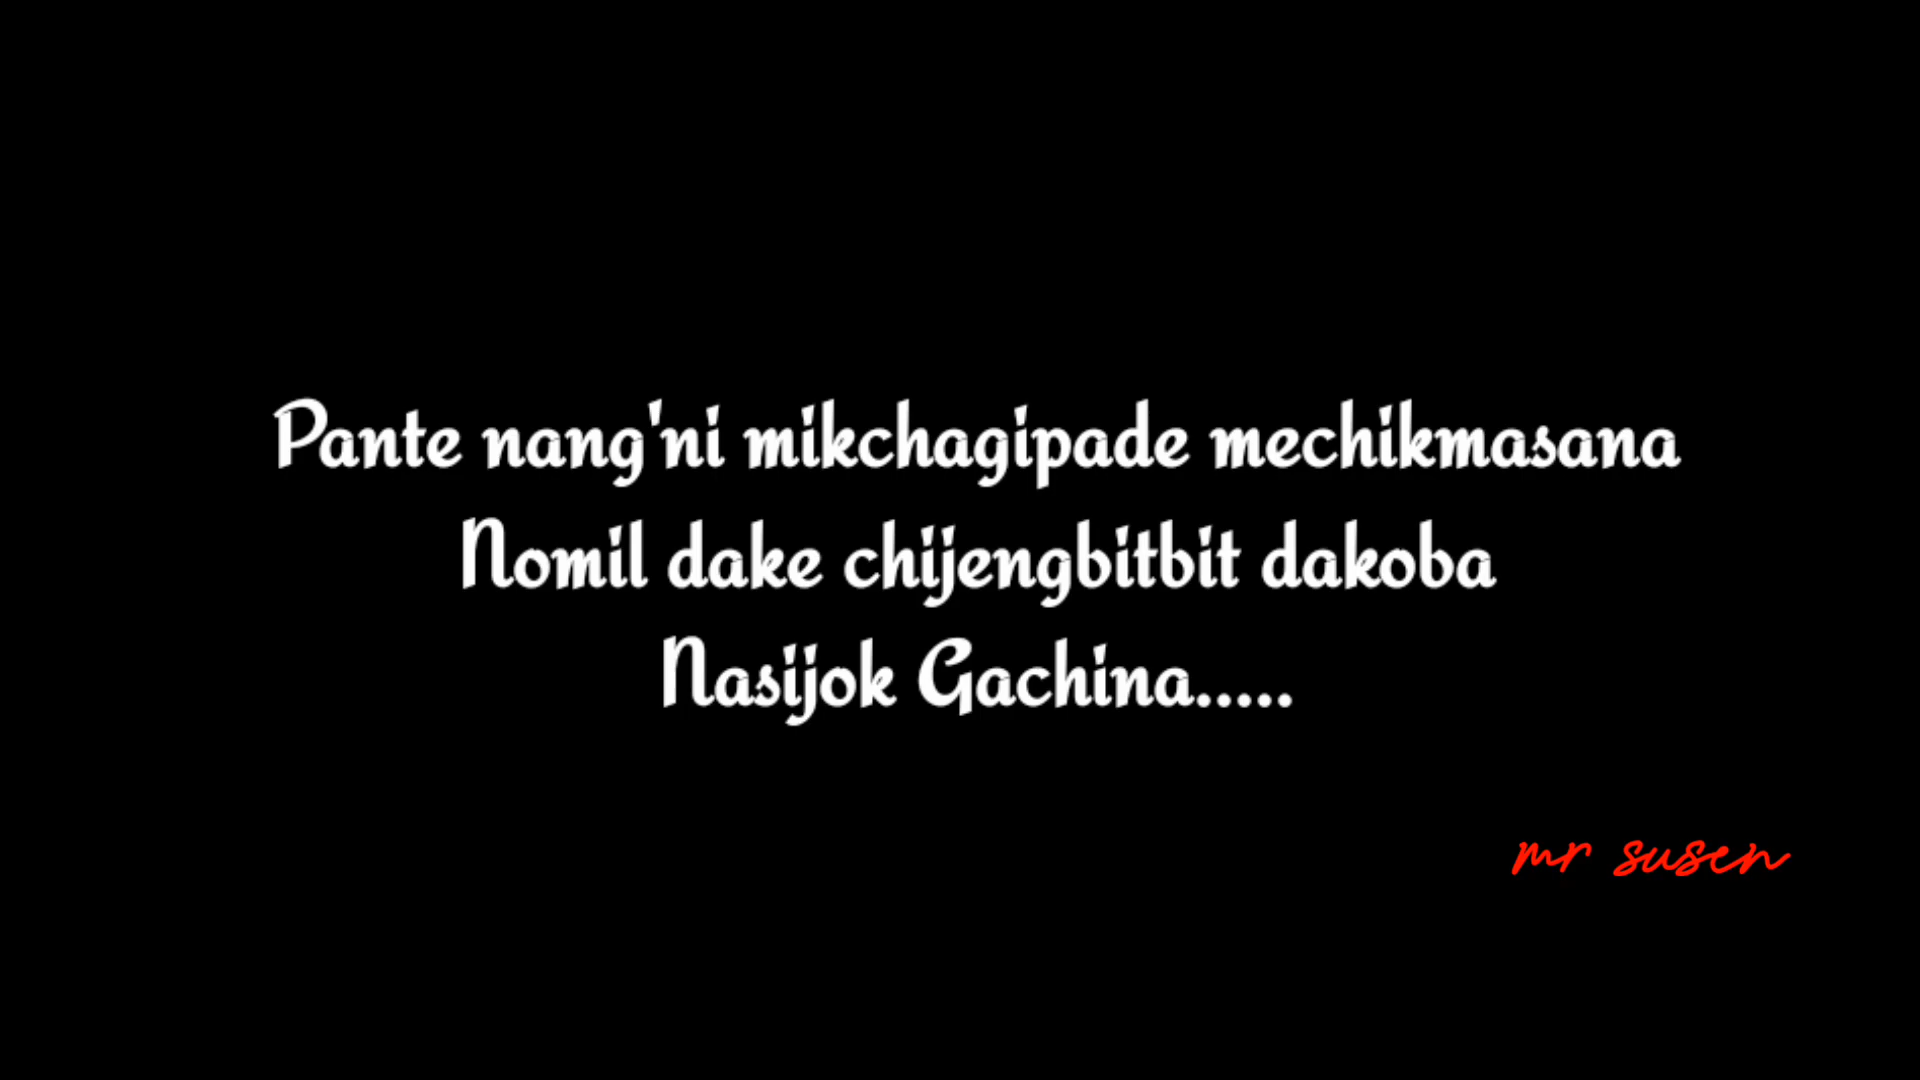 Pante nang'ni mikchagipade mechikmasana
Nomil dake chijengbitbit dakoba
Nasijok Gachina.....
mr susen